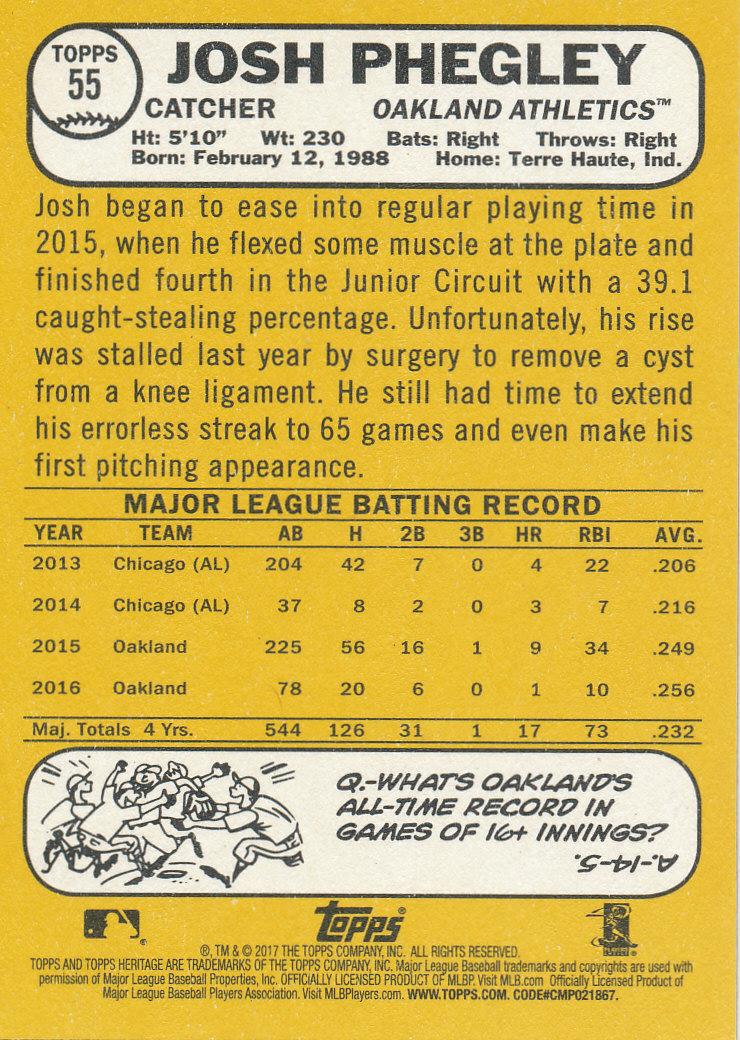 TOPPS
55
JOSH PHEGLEY
CATCHER OAKLAND ATHLETICS™
Ht: 5'10" Wt: 230 Bats: Right Throws: Right
Born: February 12, 1988 Home: Terre Haute, Ind.
Josh began to ease into regular playing time in
2015, when he flexed some muscle at the plate and
finished fourth in the Junior Circuit with a 39.1
caught-stealing percentage. Unfortunately, his rise
was stalled last year by surgery to remove a cyst
from a knee ligament. He still had time to extend
his errorless streak to 65 games and even make his
first pitching appearance.
MAJOR LEAGUE BATTING RECORD
YEAR TEAM AB H 2B 3B HR RBI AVG.
2013 Chicago (AL) 204 42 7 0 4 22 .206
2014 Chicago (AL) 37 8 2 0 3 7 .216
2015 Oakland 225 56 16 1 9 34 .249
2016 Oakland 78 20 6 0 1 10 .256
Maj. Totals 4 Yrs. 544 126 31 1 17 73 .232
Q.-WHAT'S OAKLAND'S
ALL-TIME RECORD IN
GAMES OF 16+ INNINGS?
A.-14-5.
Topps®
®, TM & © 2017 THE TOPPS COMPANY, INC. ALL RIGHTS RESERVED.
TOPPS AND TOPPS HERITAGE ARE TRADEMARKS OF THE TOPPS COMPANY, INC. Major League Baseball trademarks and copyrights are used with
permission of Major League Baseball Properties, Inc. OFFICIALLY LICENSED PRODUCT OF MLBP. Visit MLB.com Officially Licensed Product of
Major League Baseball Players Association. Visit MLBPlayers.com. WWW.TOPPS.COM. CODE#CMP021867.